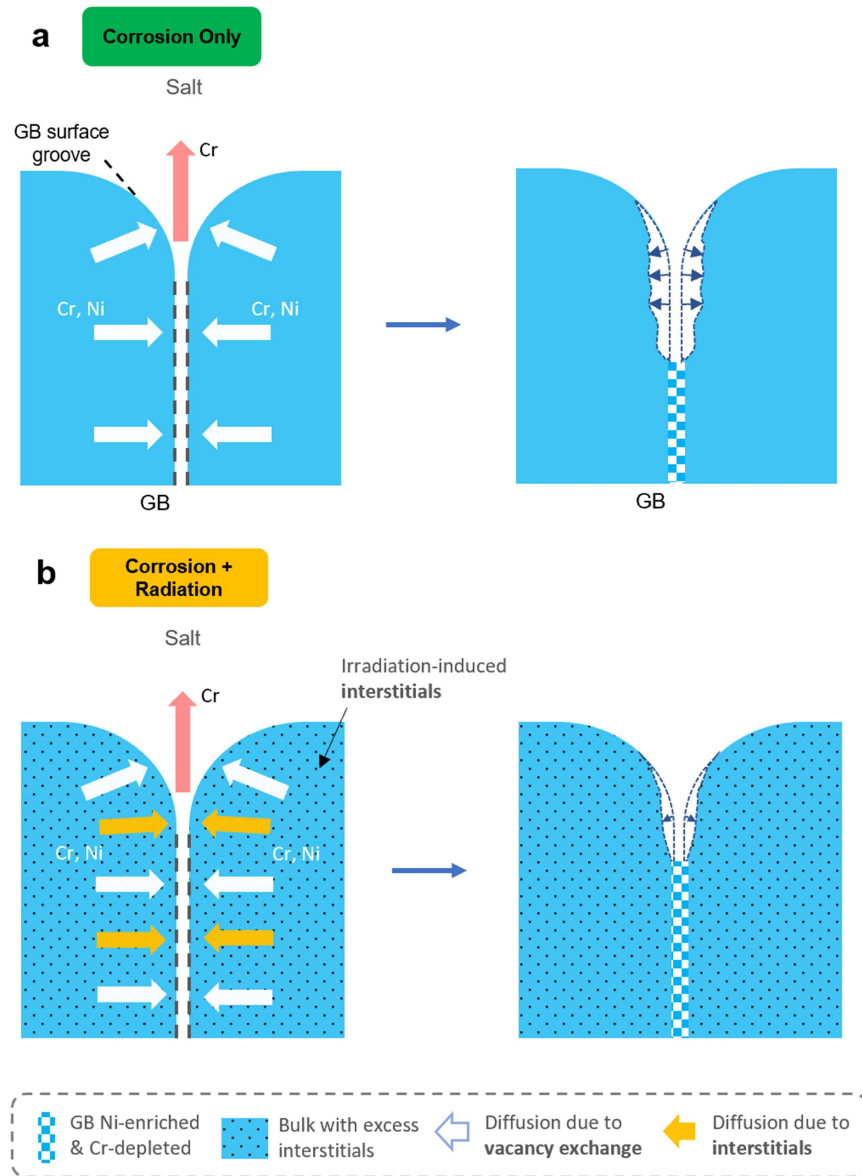 a
Corrosion Only
Salt
GB surface
groove
Cr
Cr, Ni
Cr, Ni
GB
GB
b
Corrosion +
Radiation
Salt
Irradiation-induced
interstitials
Cr
Cr, Ni
Cr, Ni
GB Ni-enriched
& Cr-depleted
Bulk with excess
interstitials
Diffusion due to
vacancy exchange
Diffusion due to
interstitials